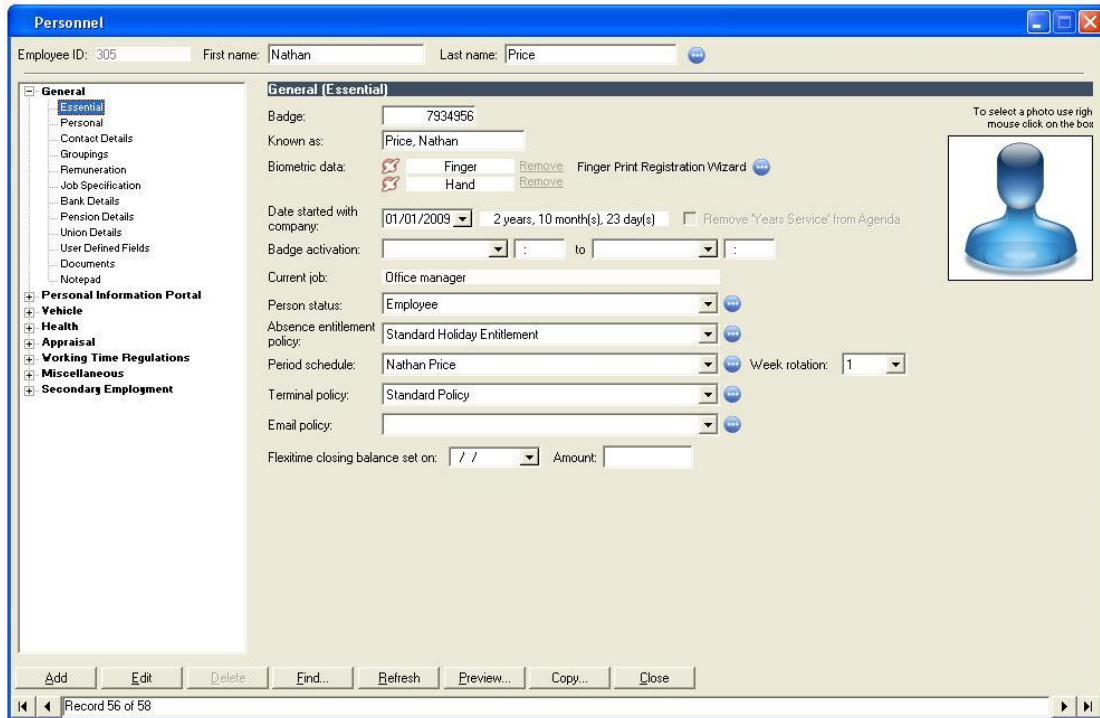 Personnel
Employee ID: 305 First name: Nathan Last name: Price
General
Essential
Personal
Contact Details
Groupings
Remuneration
Job Specification
Bank Details
Pension Details
Union Details
User Defined Fields
Documents
Notepad
Personal Information Portal
Vehicle
Health
Appraisal
Working Time Regulations
Miscellaneous
Secondary Employment
General (Essential)
Badge: 7934956
Known as: Price, Nathan
Biometric data: Finger Remove Finger Print Registration Wizard
Hand Remove
Date started with
company: 01/01/2009 2 years, 10 month(s), 23 day(s) Remove 'Years Service' from Agenda
Badge activation: : to :
Current job: Office manager
Person status: Employee
Absence entitlement
policy: Standard Holiday Entitlement
Period schedule: Nathan Price Week rotation: 1
Terminal policy: Standard Policy
Email policy:
Flexitime closing balance set on: / / Amount:
To select a photo use righ
mouse click on the box
Add Edit Delete Find... Refresh Preview... Copy... Close
Record 56 of 58